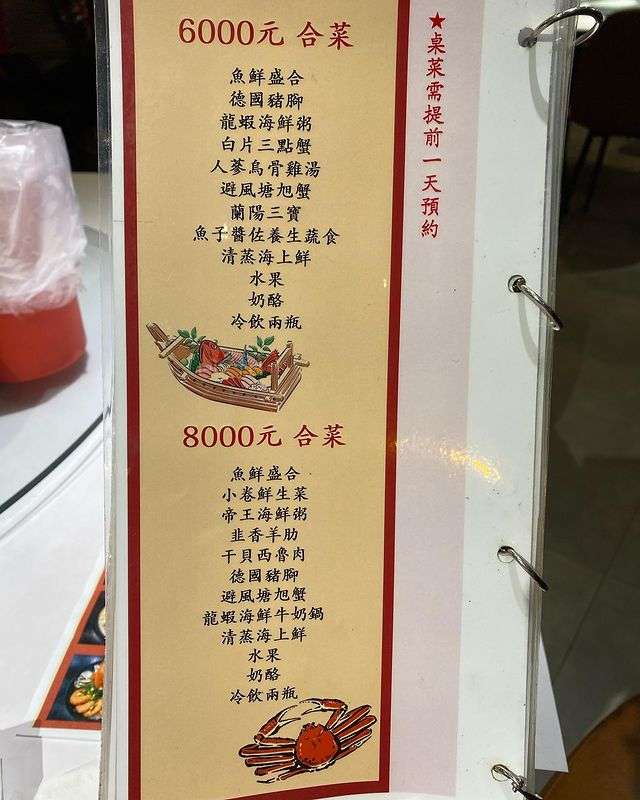 6000元 合菜
魚鮮盛合
德國豬腳
龍蝦海鮮粥
白片三點蟹
人蔘烏骨雞湯
避風塘旭蟹
蘭陽三寶
魚子醬佐養生蔬食
清蒸海上鮮
水果
奶酪
冷飲兩瓶
8000元 合菜
魚鮮盛合
小卷鮮生菜
帝王海鮮粥
韭香羊肋
干貝西魯肉
德國豬腳
避風塘旭蟹
龍蝦海鮮牛奶鍋
清蒸海上鮮
水果
奶酪
冷飲兩瓶
★桌菜需提前一天預約